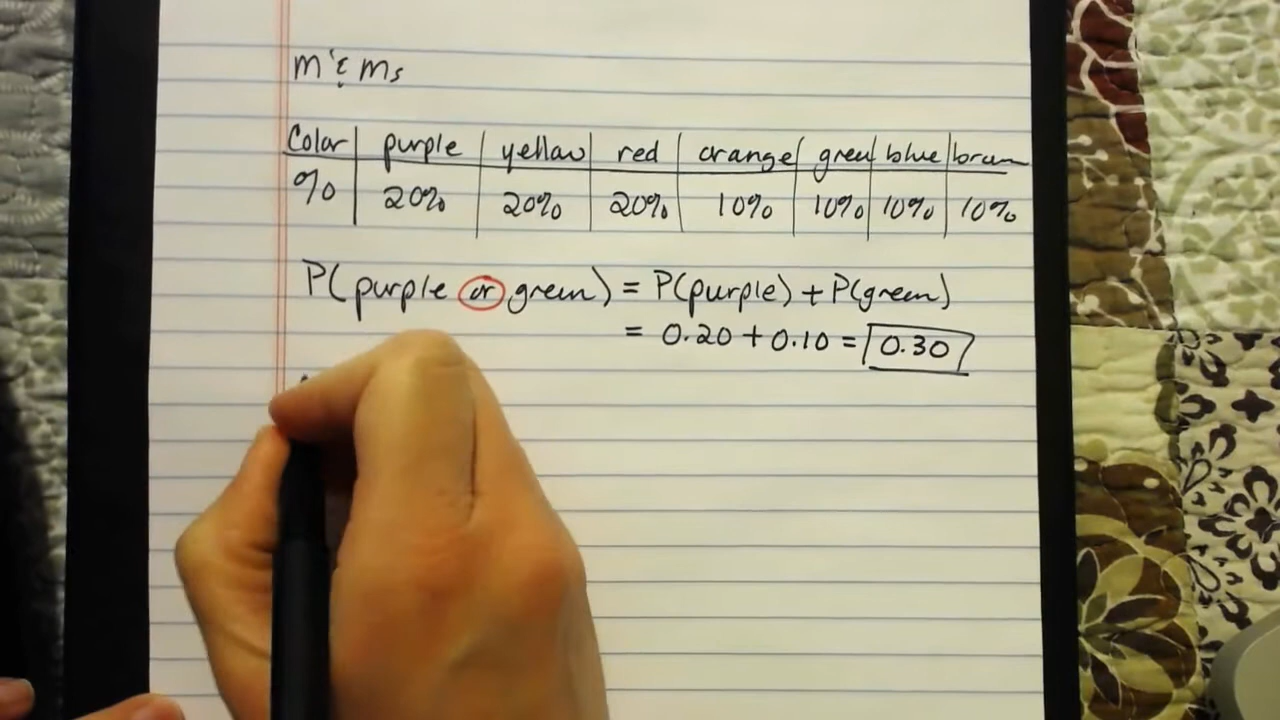 M&Ms
Color purple yellow red orange green blue brown
% 20% 20% 20% 10% 10% 10% 10%
P(purple or green) = P(purple) + P(green)
= 0.20 + 0.10 = 0.30